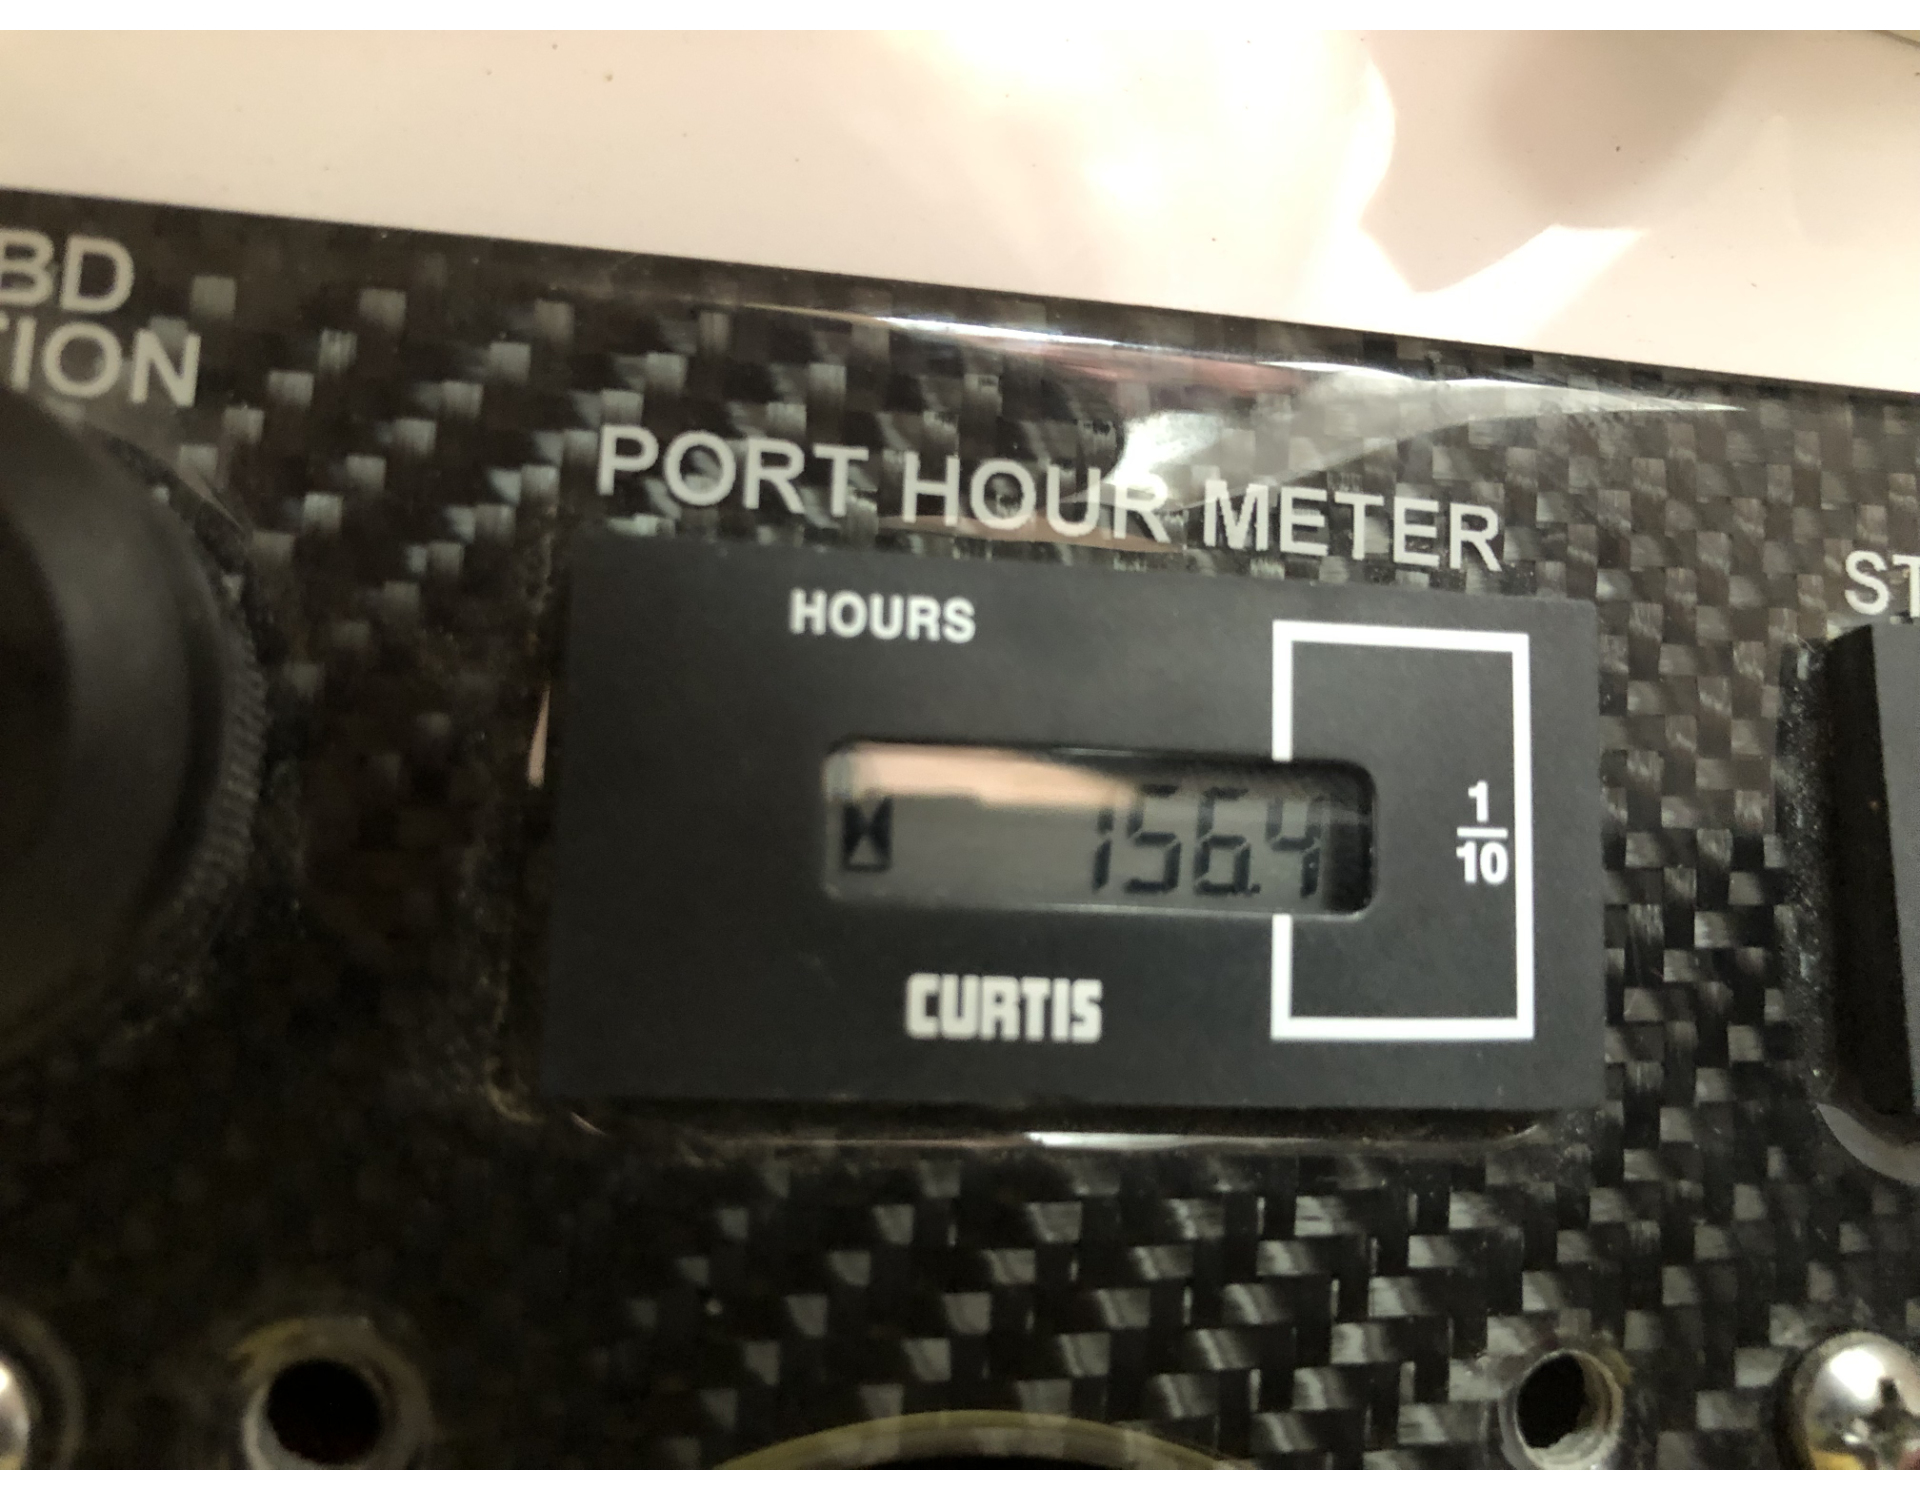 BD
TION
PORT HOUR METER
HOURS
156.4
1
10
CURTIS
ST